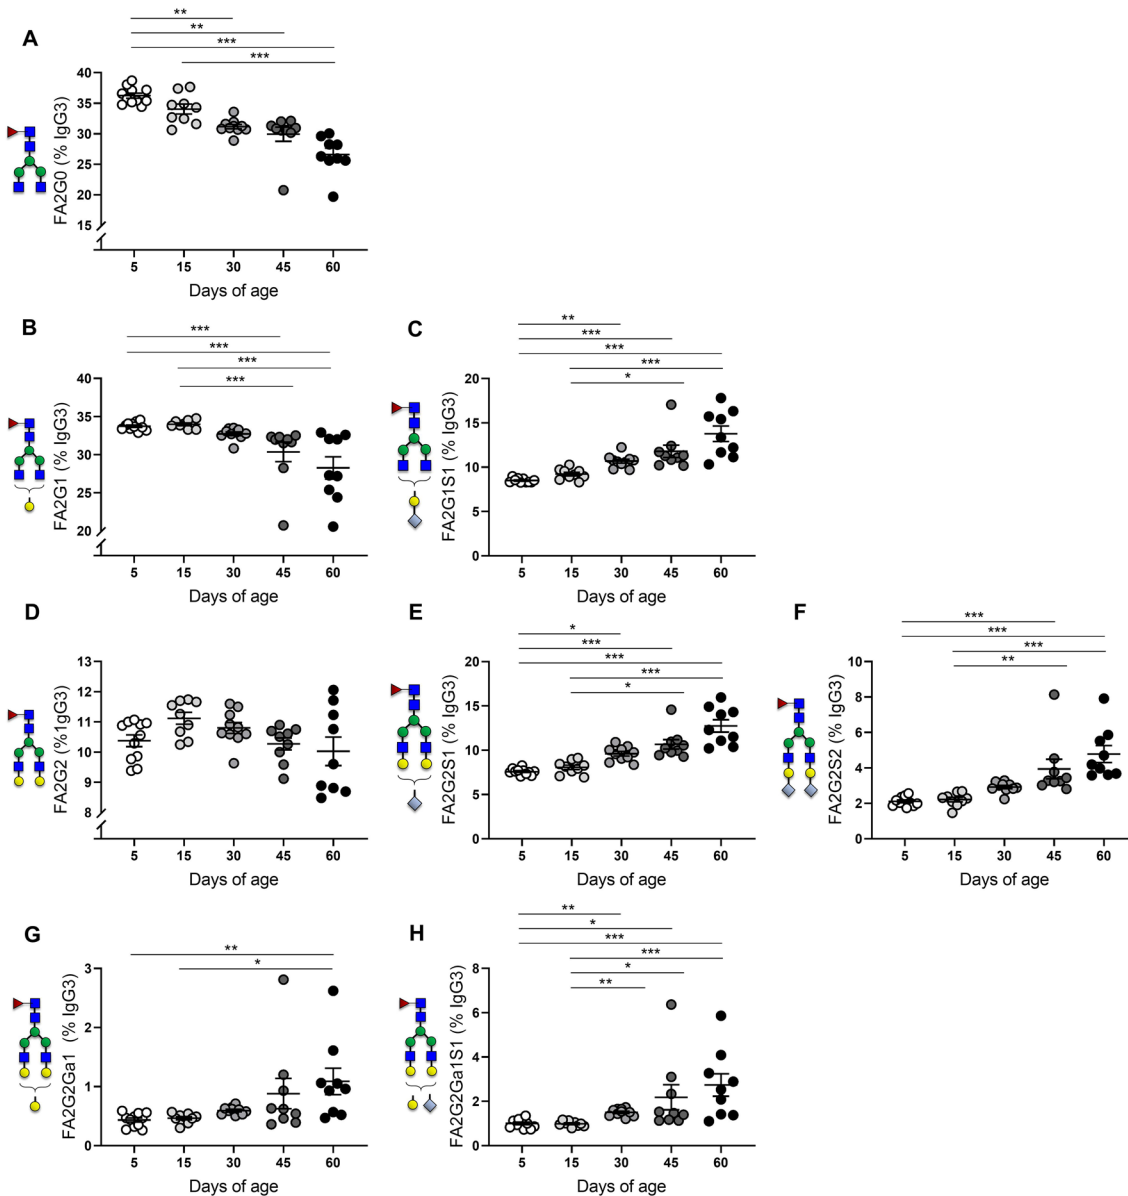 A
**
**
***
***
FA2G0 (% IgG3)
40
35
30
25
20
15
5 15 30 45 60
Days of age
B
***
***
***
***
FA2G1 (% IgG3)
40
35
30
25
20
5 15 30 45 60
Days of age
C
**
***
***
***
*
FA2G1S1 (% IgG3)
20
15
10
5
0
5 15 30 45 60
Days of age
D
FA2G2 (%1gG3)
13
12
11
10
9
8
5 15 30 45 60
Days of age
E
*
***
***
***
*
FA2G2S1 (% IgG3)
20
15
10
5
0
5 15 30 45 60
Days of age
F
***
***
***
**
FA2G2S2 (% IgG3)
10
8
6
4
2
0
5 15 30 45 60
Days of age
G
**
*
FA2G2Ga1 (% IgG3)
3
2
1
0
5 15 30 45 60
Days of age
H
**
*
***
***
*
**
FA2G2Ga1S1 (% IgG3)
8
6
4
2
0
5 15 30 45 60
Days of age